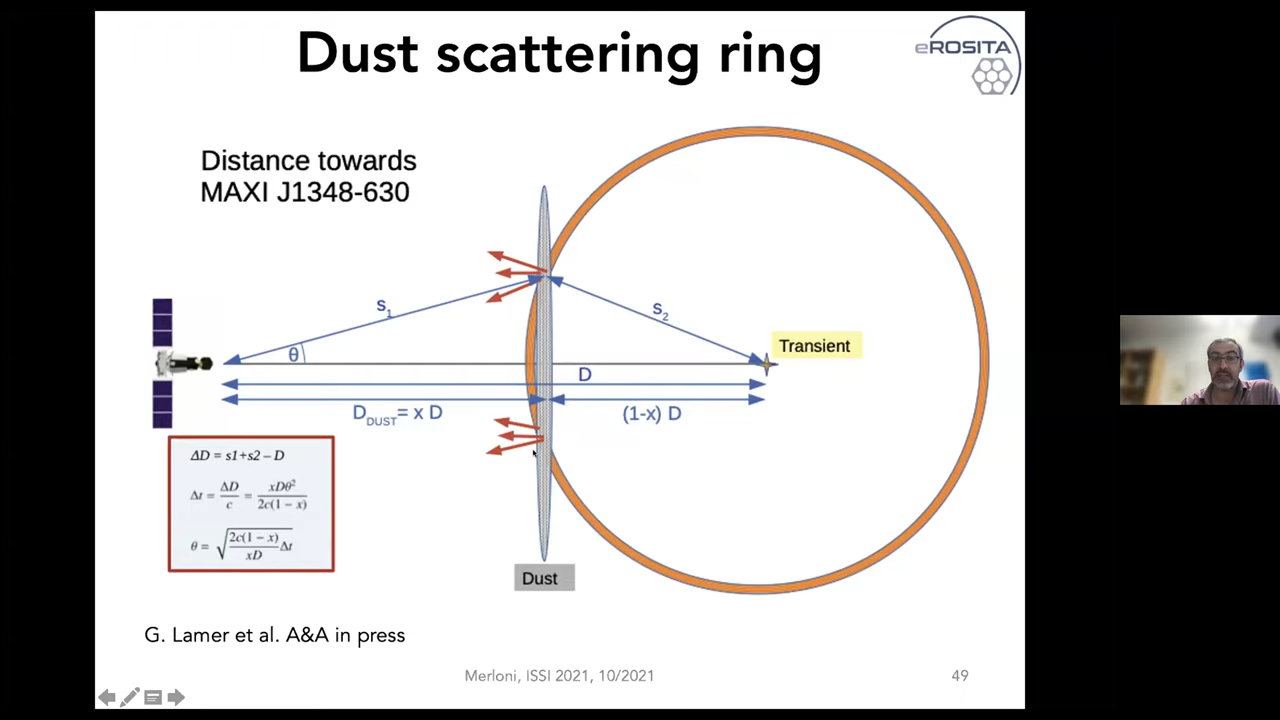 Dust scattering ring
eROSITA
Distance towards
MAXI J1348-630
s1
s2
θ
Transient
D
DDUST= x D
(1-x) D
ΔD = s1+s2 – D
Δt = ΔD/c = xDθ²/2c(1 − x)
θ = √(2c(1 − x)/xD Δt)
Dust
G. Lamer et al. A&A in press
Merloni, ISSI 2021, 10/2021
49